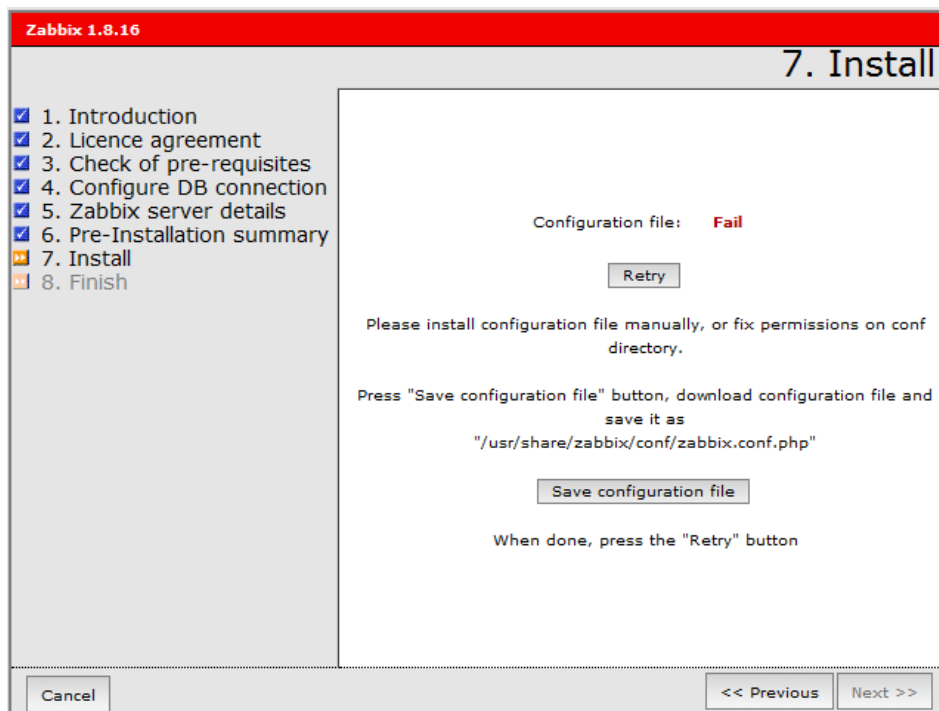 Zabbix 1.8.16
7. Install
1. Introduction
2. Licence agreement
3. Check of pre-requisites
4. Configure DB connection
5. Zabbix server details
6. Pre-Installation summary
7. Install
8. Finish
Configuration file: Fail
Retry
Please install configuration file manually, or fix permissions on conf
directory.
Press "Save configuration file" button, download configuration file and
save it as
"/usr/share/zabbix/conf/zabbix.conf.php"
Save configuration file
When done, press the "Retry" button
Cancel
<< Previous
Next >>